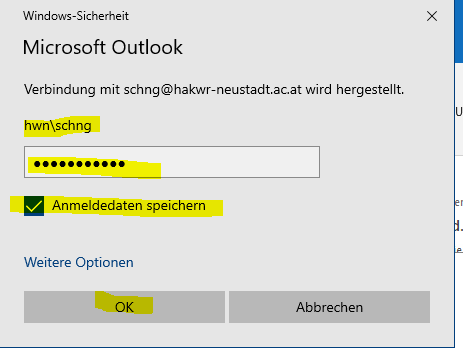 Windows-Sicherheit
Microsoft Outlook
Verbindung mit schng@hakwr-neustadt.ac.at wird hergestellt.
hwn\schng
●●●●●●●●●●●
Anmeldedaten speichern
Weitere Optionen
OK
Abbrechen